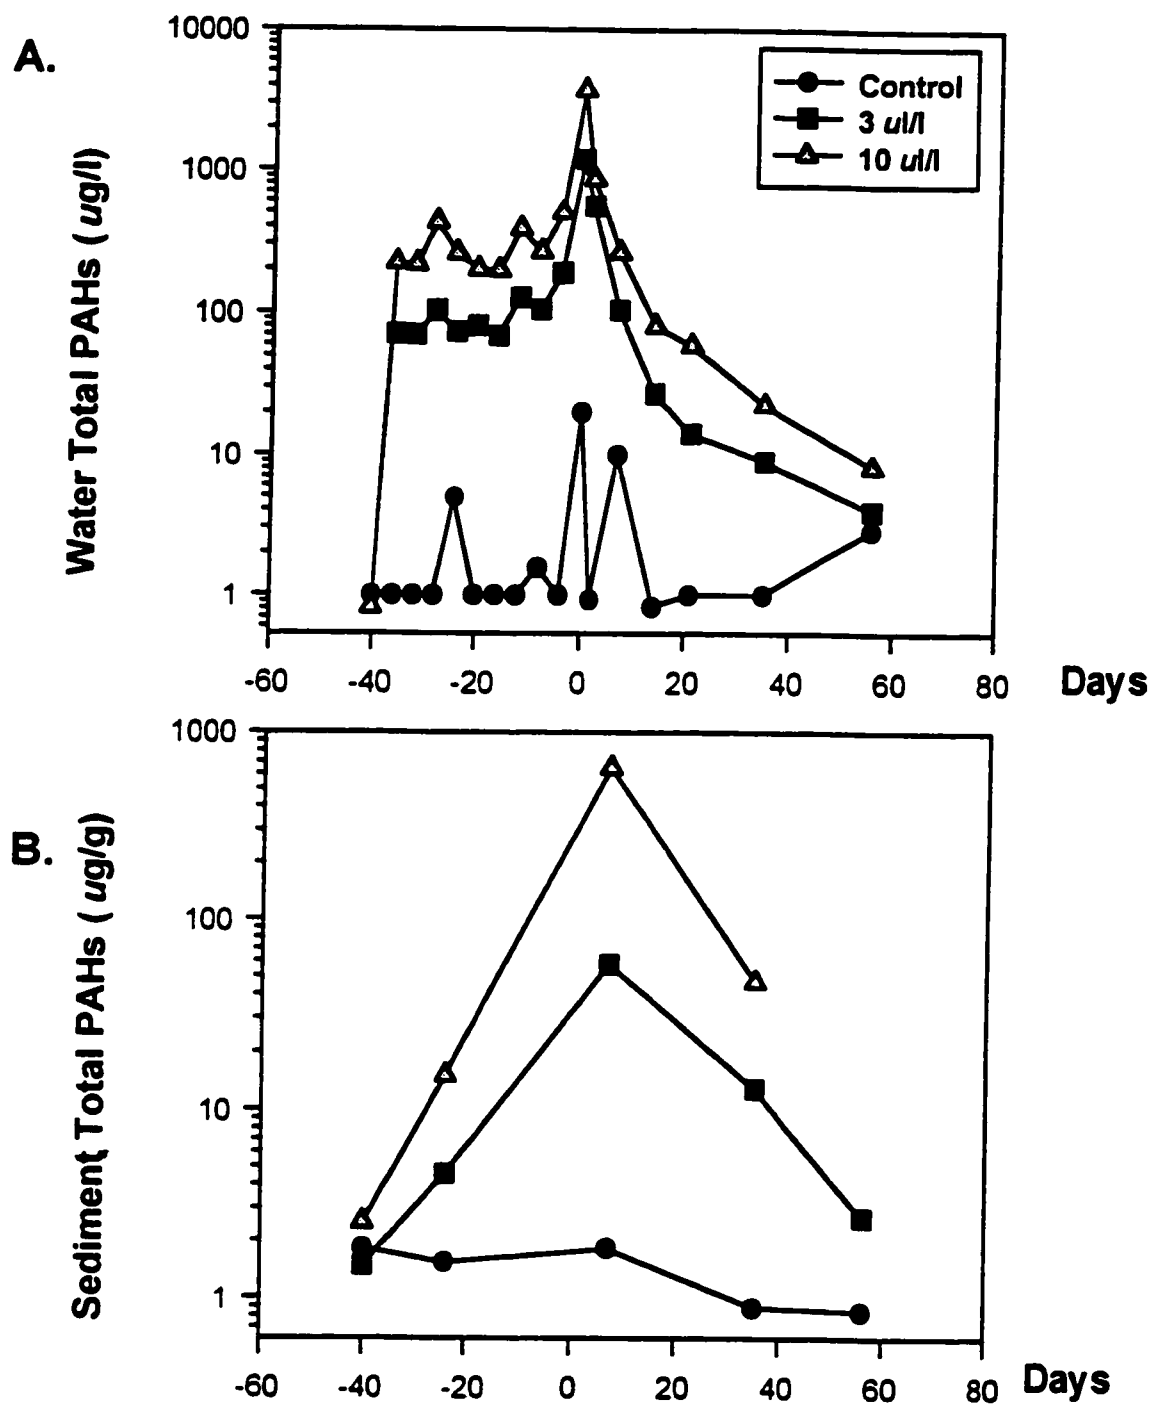 A.
Water Total PAHs (ug/l)
10000
1000
100
10
1
Control
3 ul/l
10 ul/l
-60 -40 -20 0 20 40 60 80 Days
B.
Sediment Total PAHs (ug/g)
1000
100
10
1
-60 -40 -20 0 20 40 60 80 Days